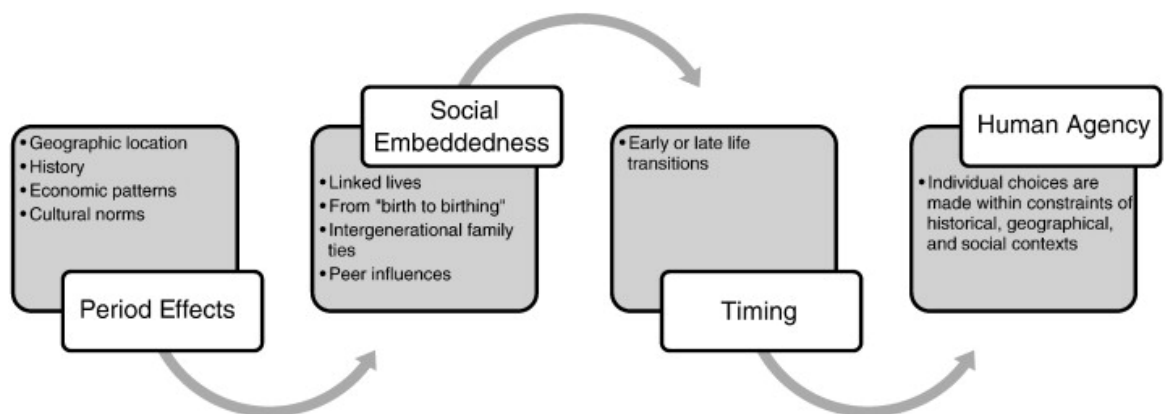 • Geographic location
• History
• Economic patterns
• Cultural norms
Period Effects
Social
Embeddedness
• Linked lives
• From "birth to birthing"
• Intergenerational family
ties
• Peer influences
• Early or late life
transitions
Timing
Human Agency
• Individual choices are
made within constraints of
historical, geographical,
and social contexts